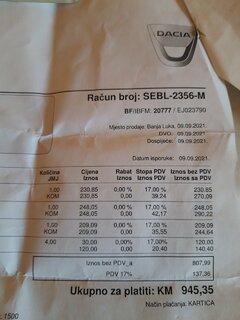 DACIA
Račun broj: SEBL-2356-M
BF/IBFM: 20777 / EJ023790
Mjesto prodaje: Banja Luka, 09.09.2021.
DVO: 09.09.2021.
Dospijeće: 09.09.2021.
Datum isporuke: 09.09.2021.
Količina Cijena Rabat Stopa PDV Iznos bez PDV
JMJ Iznos Iznos Iznos PDV Iznos sa PDV
1,00 230,85 0,00 % 17,00 % 230,85
KOM 230,85 0,00 39,24 270,09
1,00 248,05 0,00 % 17,00 % 248,05
KOM 248,05 0,00 42,17 290,22
1,00 209,09 0,00 % 17,00 % 209,09
KOM 209,09 0,00 35,55 244,64
4,00 30,00 0,00 % 17,00% 120,00
120,00 0,00 20,40 140,40
Iznos bez PDV_a 807,99
PDV 17% 137,36
Ukupno za platiti: KM 945,35
Način plaćanja: KARTICA